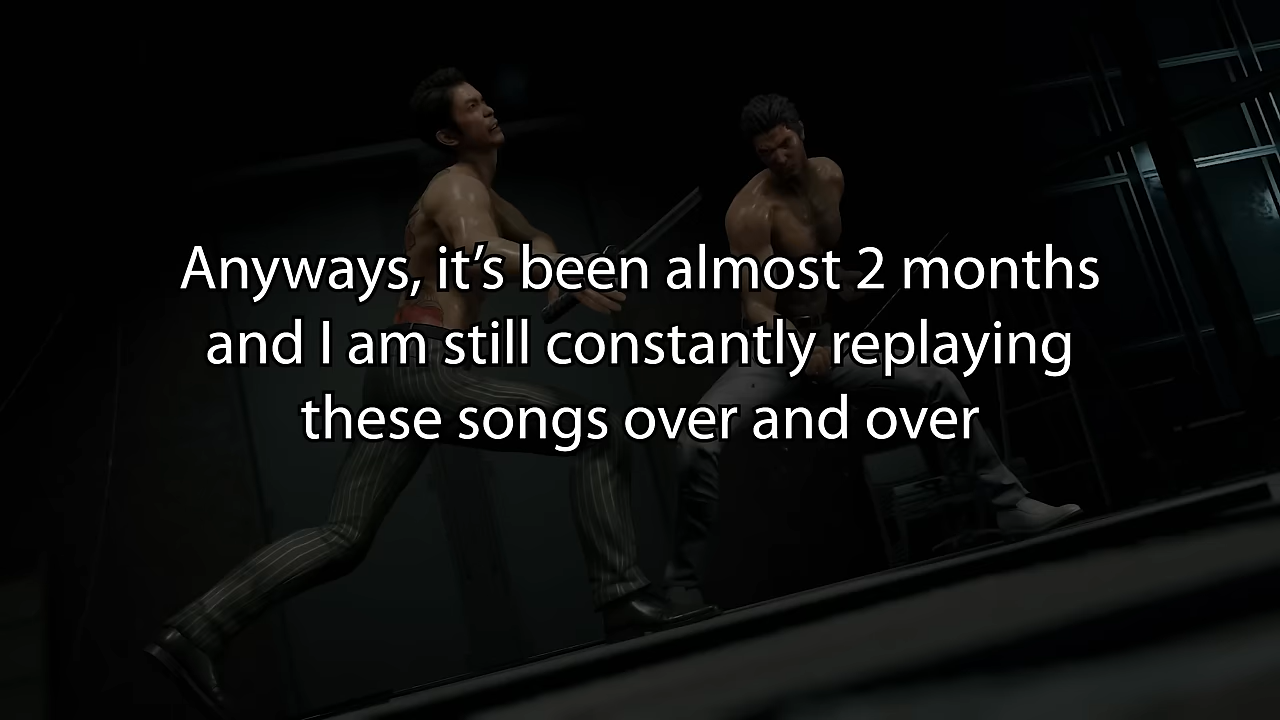 Anyways, it’s been almost 2 months
and I am still constantly replaying
these songs over and over